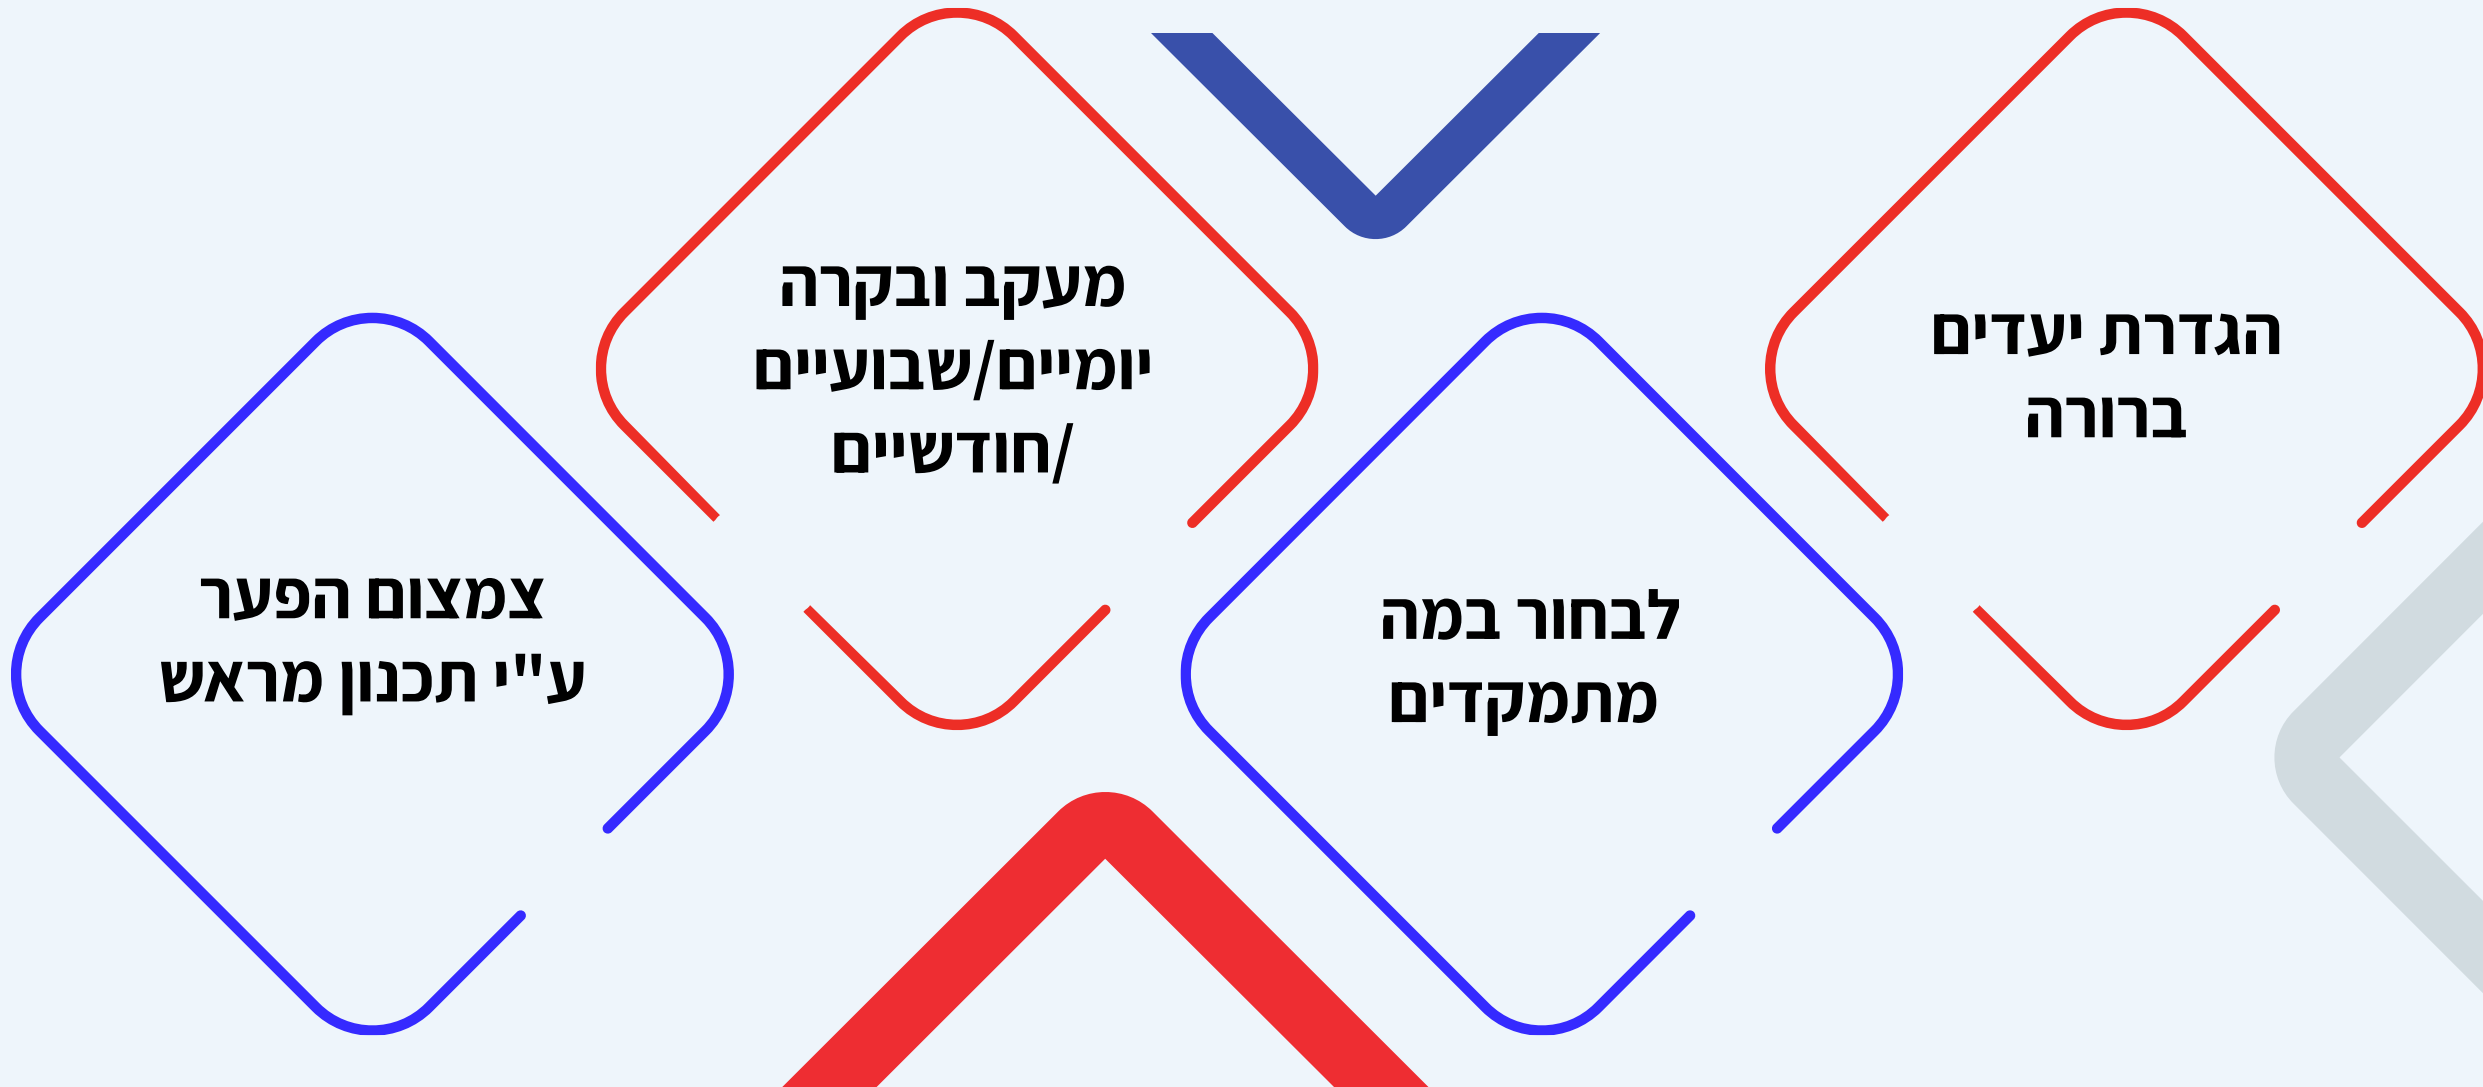 הגדרת יעדים
ברורה
לבחור במה
מתמקדים
מעקב ובקרה
יומיים/שבועיים
/חודשיים
צמצום הפער
ע"י תכנון מראש